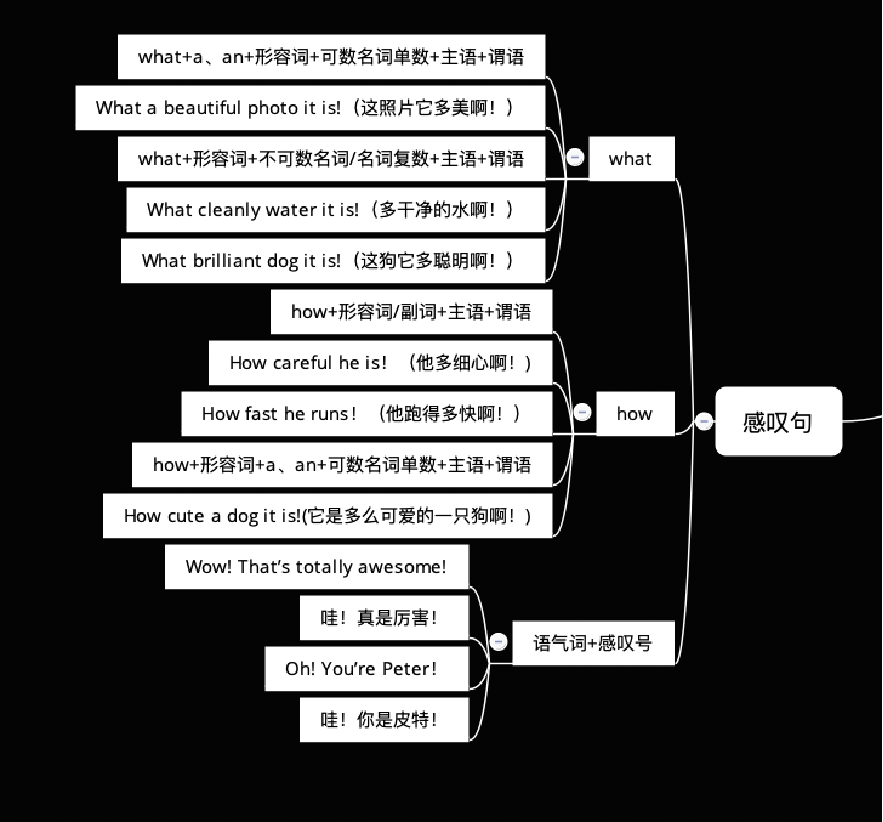 what+a、an+形容词+可数名词单数+主语+谓语
What a beautiful photo it is!（这照片它多美啊！）
what+形容词+不可数名词/名词复数+主语+谓语
What cleanly water it is!（多干净的水啊！）
What brilliant dog it is!（这狗它多聪明啊！）
what
how+形容词/副词+主语+谓语
How careful he is! （他多细心啊！)
How fast he runs! （他跑得多快啊！）
how+形容词+a、an+可数名词单数+主语+谓语
How cute a dog it is!(它是多么可爱的一只狗啊！)
how
感叹句
Wow! That’s totally awesome!
哇！真是厉害！
Oh! You’re Peter!
哇！你是皮特！
语气词+感叹号